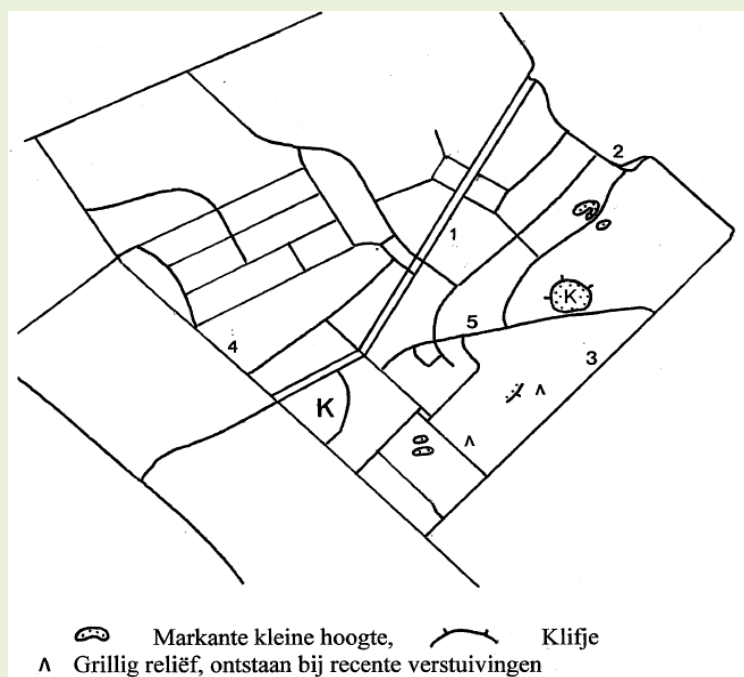 2
1
K
5
4
3
K
Λ
Λ
Markante kleine hoogte, Klifje
Λ Grillig reliëf, ontstaan bij recente verstuivingen